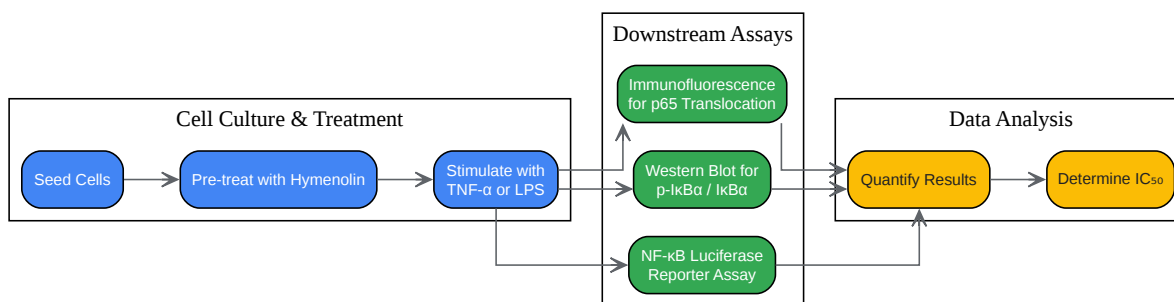 Cell Culture & Treatment
Seed Cells
Pre-treat with Hymenolin
Stimulate with
TNF-α or LPS
Downstream Assays
Immunofluorescence
for p65 Translocation
Western Blot for
p-IκBα / IκBα
NF-κB Luciferase
Reporter Assay
Data Analysis
Quantify Results
Determine IC₅₀